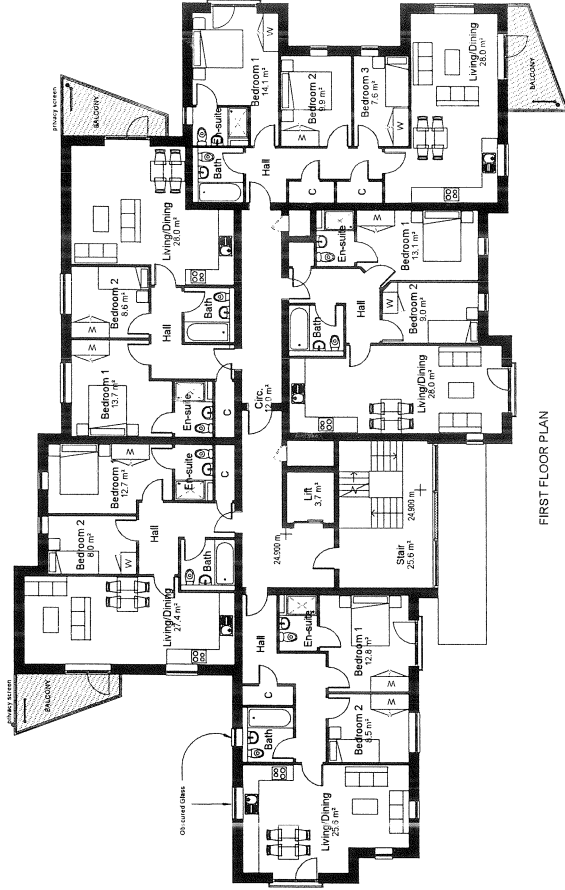 Bedroom 1
14.1 m²
W
En-suite
Bath
Hall
Bedroom 2
9.9 m²
W
Bedroom 3
7.6 m²
W
C
C
Living/Dining
28.0 m²
BALCONY
privacy screen
BALCONY
Living/Dining
28.0 m²
Bedroom 2
8.6 m²
W
Hall
Bath
W
Bedroom 1
13.7 m²
En-suite
C
Circ.
12.0 m²
En-suite
W
Bedroom 1
13.1 m²
Hall
Bath
W
Bedroom 2
9.0 m²
Living/Dining
28.0 m²
Bedroom
12.7 m²
W
En-suite
C
Bedroom 2
8.0 m²
W
Hall
Bath
Living/Dining
27.4 m²
privacy screen
BALCONY
Lift
3.7 m²
24.900 m
24.900 m
Stair
25.6 m²
Hall
En-suite
Bedroom 1
12.8 m²
W
C
Bath
Bedroom 2
8.5 m²
W
Living/Dining
25.6 m²
Obscured Glass
FIRST FLOOR PLAN